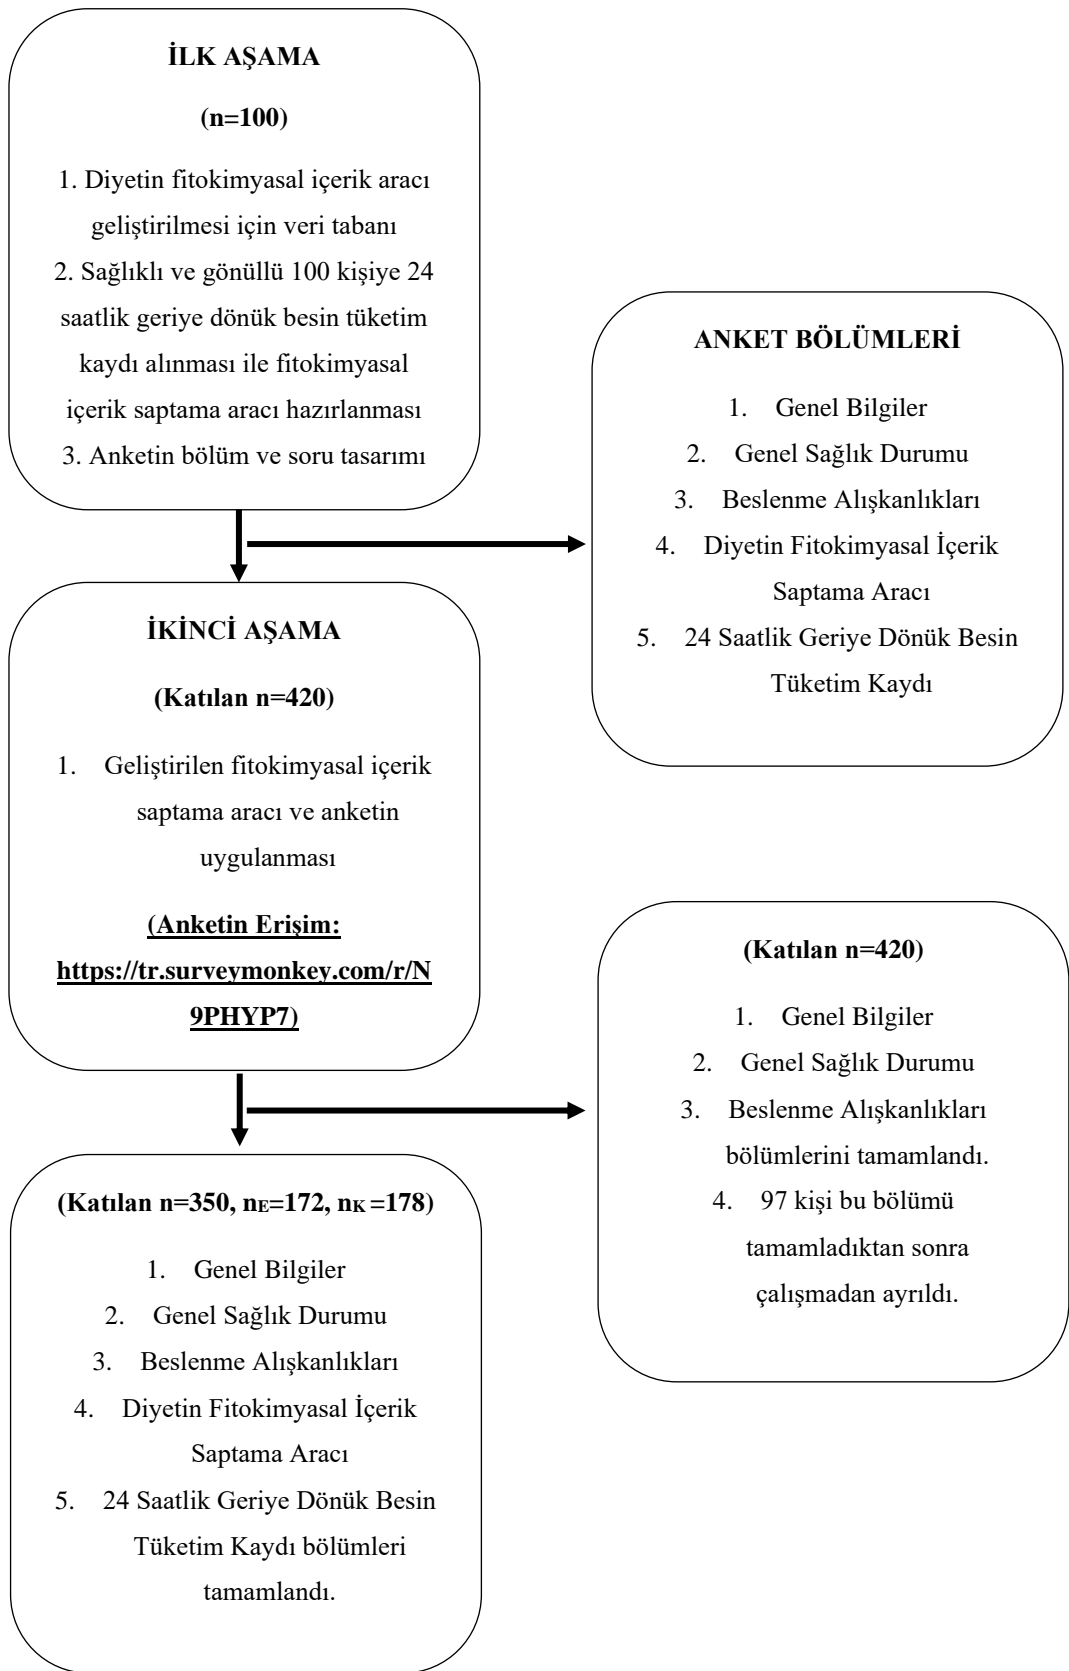 İLK AŞAMA
(n=100)
1. Diyetin fitokimyasal içerik aracı
geliştirilmesi için veri tabanı
2. Sağlıklı ve gönüllü 100 kişiye 24
saatlik geriye dönük besin tüketim
kaydı alınması ile fitokimyasal
içerik saptama aracı hazırlanması
3. Anketin bölüm ve soru tasarımı
ANKET BÖLÜMLERİ
1. Genel Bilgiler
2. Genel Sağlık Durumu
3. Beslenme Alışkanlıkları
4. Diyetin Fitokimyasal İçerik
Saptama Aracı
5. 24 Saatlik Geriye Dönük Besin
Tüketim Kaydı
İKİNCİ AŞAMA
(Katılan n=420)
1. Geliştirilen fitokimyasal içerik
saptama aracı ve anketin
uygulanması
(Anketin Erişim:
https://tr.surveymonkey.com/r/N
9PHYP7)
(Katılan n=420)
1. Genel Bilgiler
2. Genel Sağlık Durumu
3. Beslenme Alışkanlıkları
bölümlerini tamamlandı.
4. 97 kişi bu bölümü
tamamladıktan sonra
çalışmadan ayrıldı.
(Katılan n=350, nE=172, nK =178)
1. Genel Bilgiler
2. Genel Sağlık Durumu
3. Beslenme Alışkanlıkları
4. Diyetin Fitokimyasal İçerik
Saptama Aracı
5. 24 Saatlik Geriye Dönük Besin
Tüketim Kaydı bölümleri
tamamlandı.